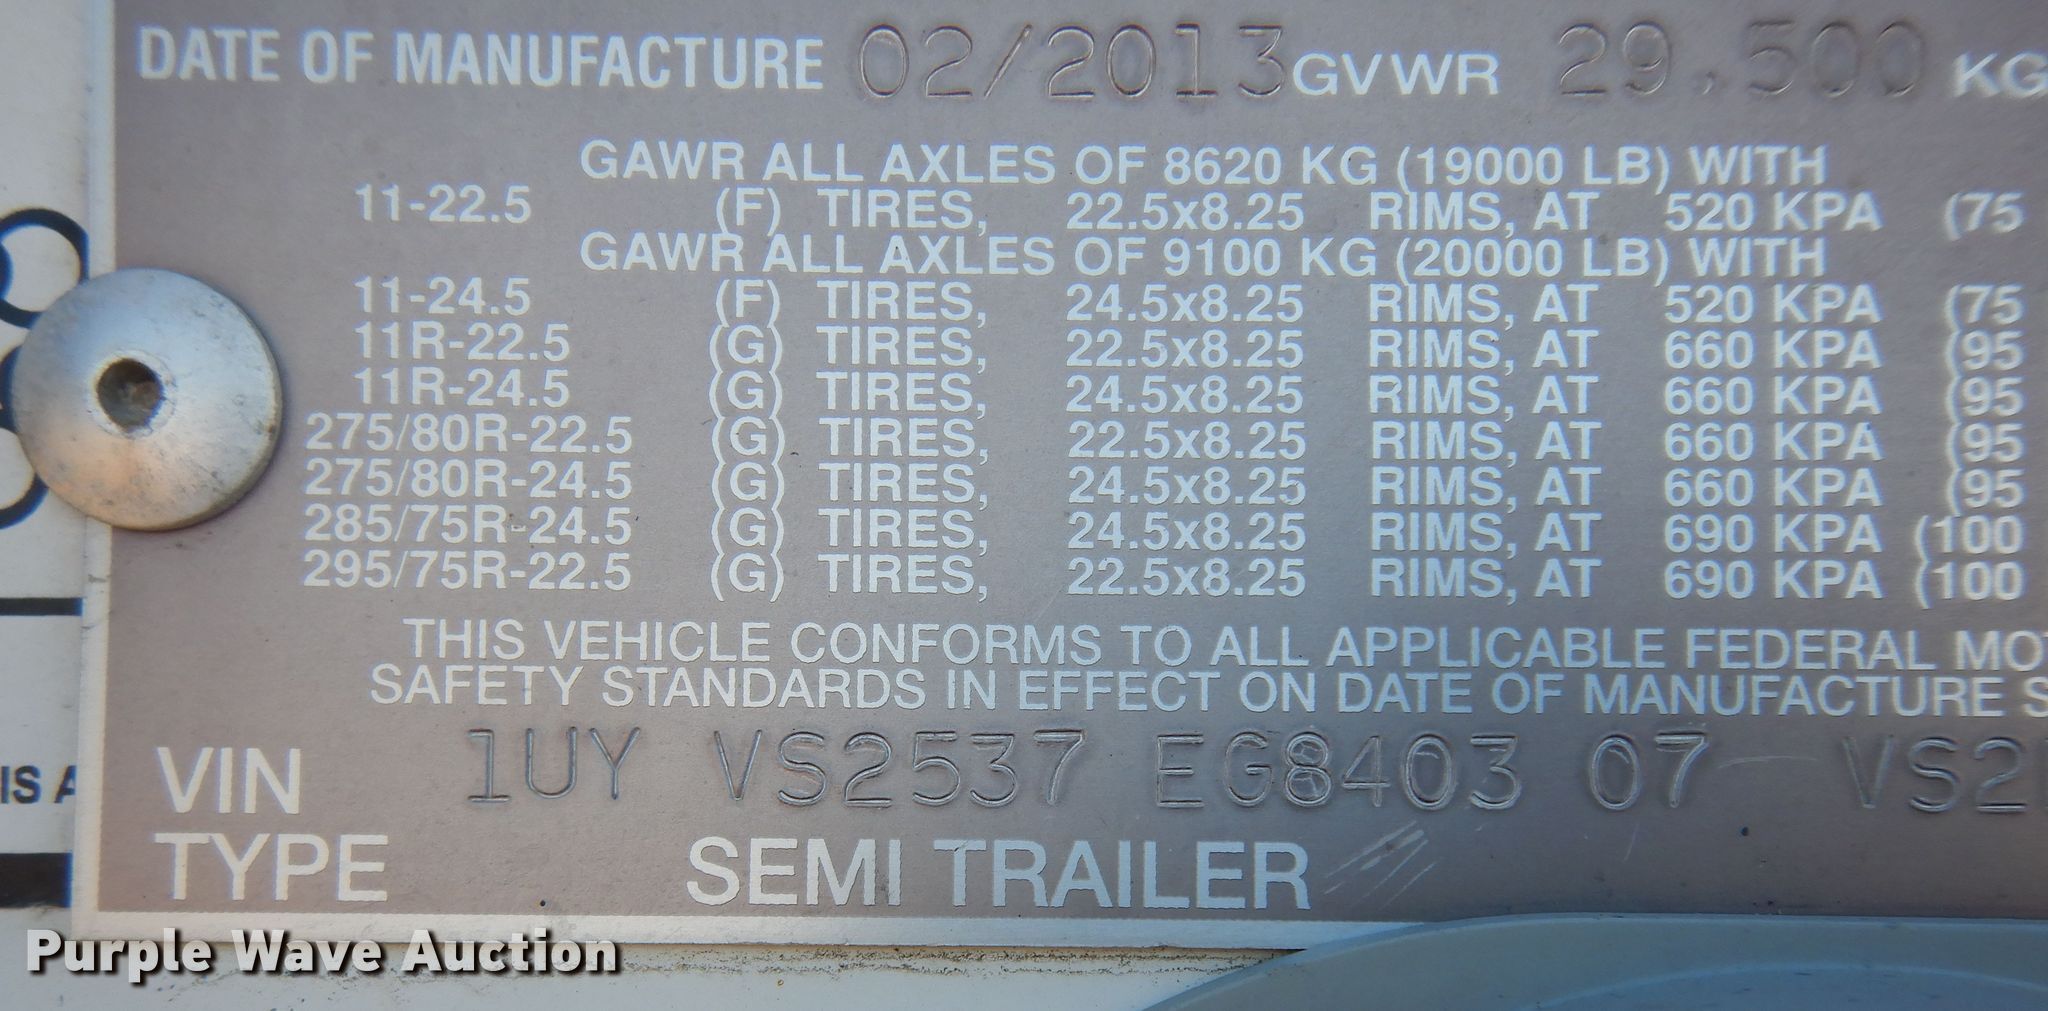 DATE OF MANUFACTURE 02/2013 GVWR 29,500 KG
GAWR ALL AXLES OF 8620 KG (19000 LB) WITH
11-22.5 (F) TIRES, 22.5x8.25 RIMS, AT 520 KPA (75
GAWR ALL AXLES OF 9100 KG (20000 LB) WITH
11-24.5 (F) TIRES, 24.5x8.25 RIMS, AT 520 KPA (75
11R-22.5 (G) TIRES, 22.5x8.25 RIMS, AT 660 KPA (95
11R-24.5 (G) TIRES, 24.5x8.25 RIMS, AT 660 KPA (95
275/80R-22.5 (G) TIRES, 22.5x8.25 RIMS, AT 660 KPA (95
275/80R-24.5 (G) TIRES, 24.5x8.25 RIMS, AT 660 KPA (95
285/75R-24.5 (G) TIRES, 24.5x8.25 RIMS, AT 690 KPA (100
295/75R-22.5 (G) TIRES, 22.5x8.25 RIMS, AT 690 KPA (100
THIS VEHICLE CONFORMS TO ALL APPLICABLE FEDERAL MOT
SAFETY STANDARDS IN EFFECT ON DATE OF MANUFACTURE S
VIN 1UY VS2537 EG8403 07 VS2
TYPE SEMI TRAILER
IS A
Purple Wave Auction